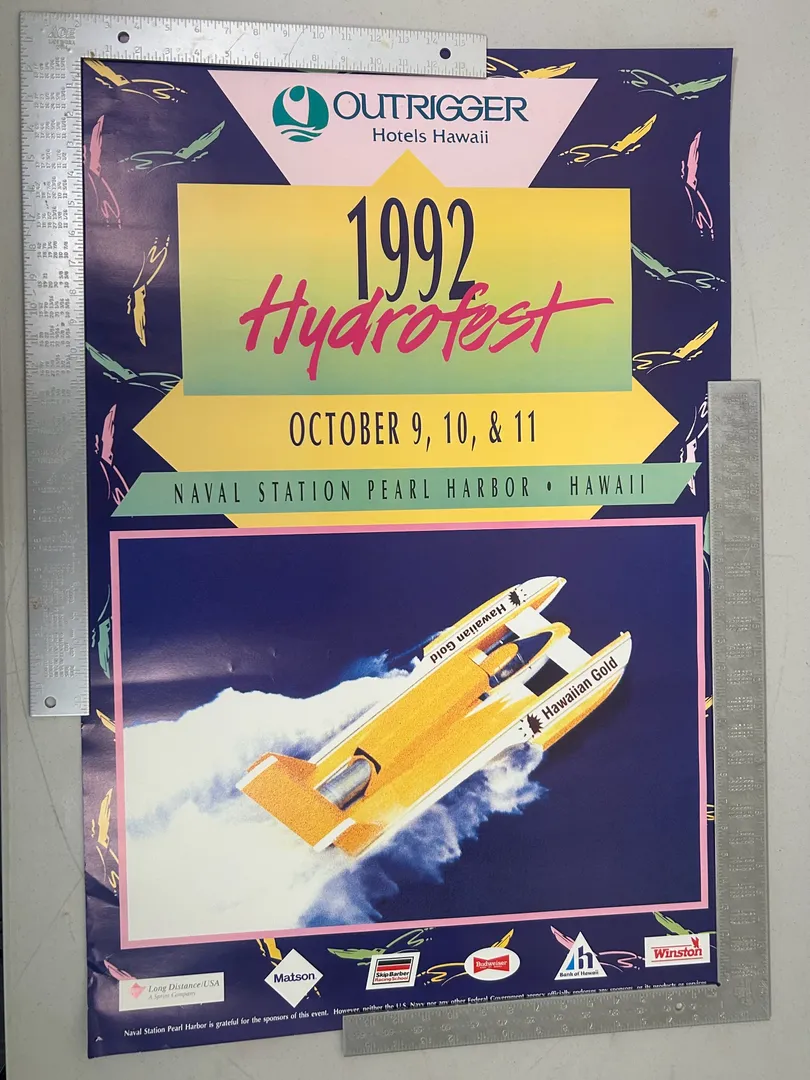 OUTRIGGER
Hotels Hawaii
1992
Hydrofest
OCTOBER 9, 10, & 11
NAVAL STATION PEARL HARBOR • HAWAII
Hawaiian Gold
Hawaiian Gold
Long Distance/USA
A Sprint Company
Matson
Skip Barber
Racing School
Budweiser
Bank of Hawaii
Winston
Naval Station Pearl Harbor is grateful for the sponsors of this event. However, neither the U.S. Navy nor any other Federal Government agency officially endorses any sponsors, or its products or services